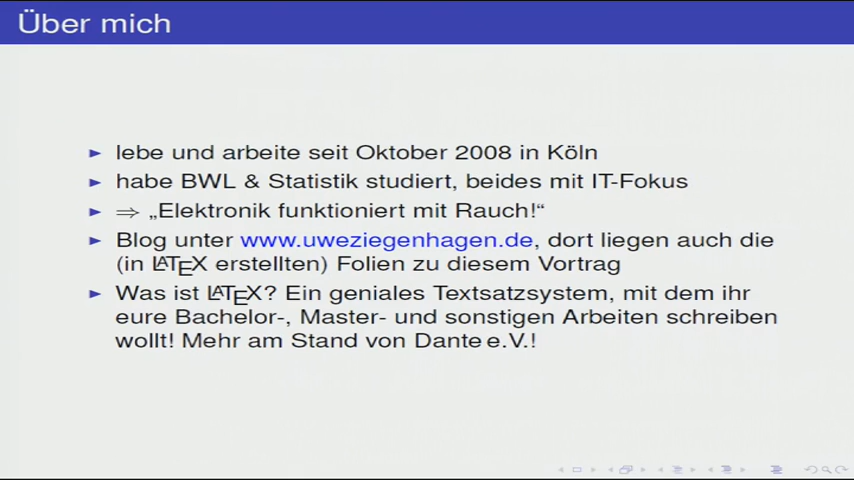 Über mich
lebe und arbeite seit Oktober 2008 in Köln
habe BWL & Statistik studiert, beides mit IT-Fokus
⇒ „Elektronik funktioniert mit Rauch!“
Blog unter www.uweziegenhagen.de, dort liegen auch die
(in LATEX erstellten) Folien zu diesem Vortrag
Was ist LATEX? Ein geniales Textsatzsystem, mit dem ihr
eure Bachelor-, Master- und sonstigen Arbeiten schreiben
wollt! Mehr am Stand von Dante e.V.!